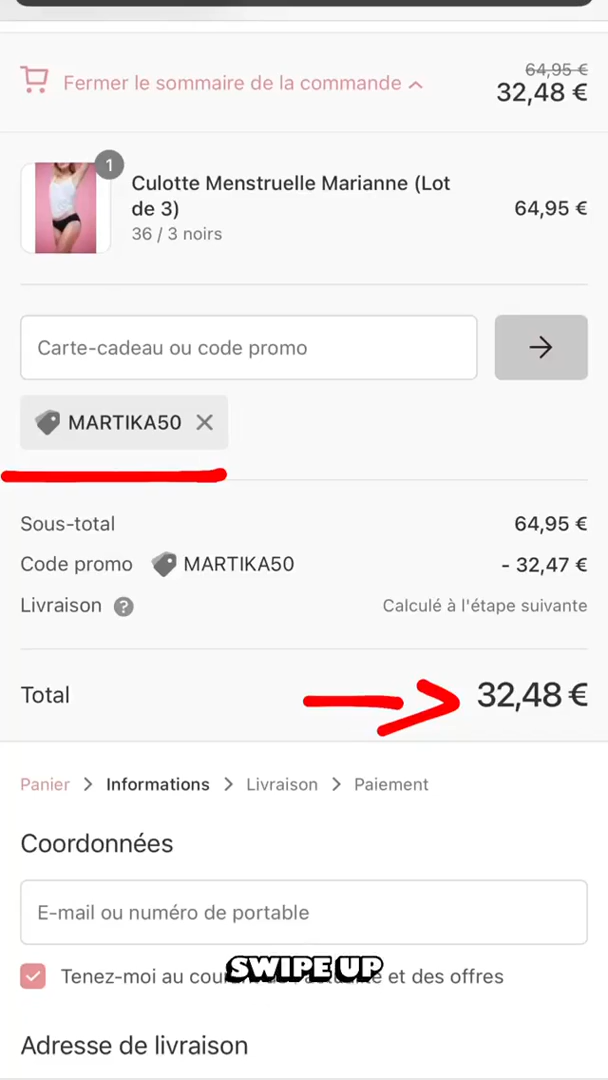 64,95 €
Fermer le sommaire de la commande
32,48 €
1
Culotte Menstruelle Marianne (Lot
de 3)
64,95 €
36 / 3 noirs
Carte-cadeau ou code promo
MARTIKA50
Sous-total
64,95 €
Code promo MARTIKA50
- 32,47 €
Livraison ?
Calculé à l'étape suivante
Total
32,48 €
Panier > Informations > Livraison > Paiement
Coordonnées
E-mail ou numéro de portable
SWIPE UP
Tenez-moi au et des offres
Adresse de livraison